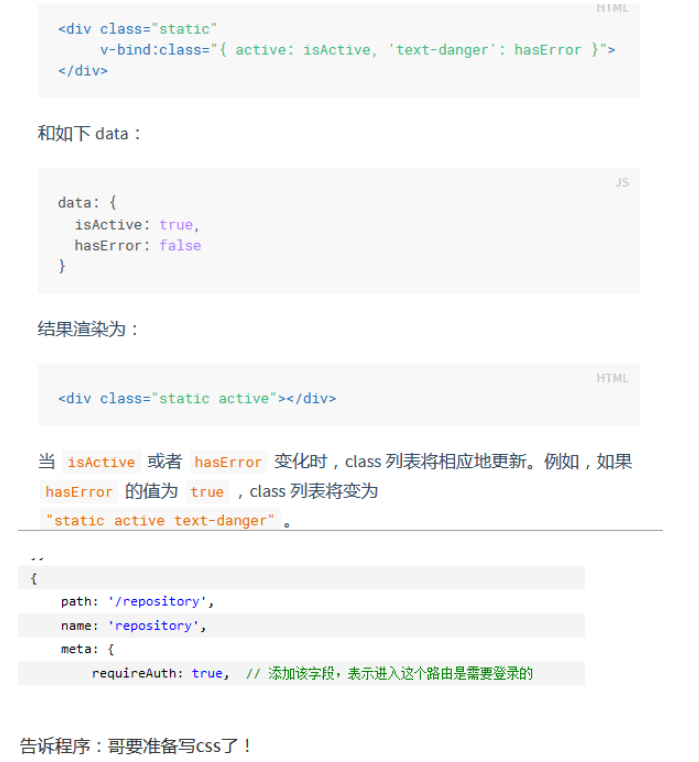 HTML
<div class="static"
v-bind:class="{ active: isActive, 'text-danger': hasError }">
</div>
和如下 data：
JS
data: {
isActive: true,
hasError: false
}
结果渲染为：
HTML
<div class="static active"></div>
当 isActive 或者 hasError 变化时，class 列表将相应地更新。例如，如果
hasError 的值为 true ，class 列表将变为
"static active text-danger" 。
{
path: '/repository',
name: 'repository',
meta: {
requireAuth: true, // 添加该字段，表示进入这个路由是需要登录的
告诉程序：哥要准备写css了！